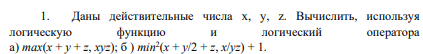 1. Даны действительные числа x, y, z. Вычислить, используя
логическую функцию и логический оператора
а) max(x + y + z, xyz); б ) min²(x + y/2 + z, x/yz) + 1.